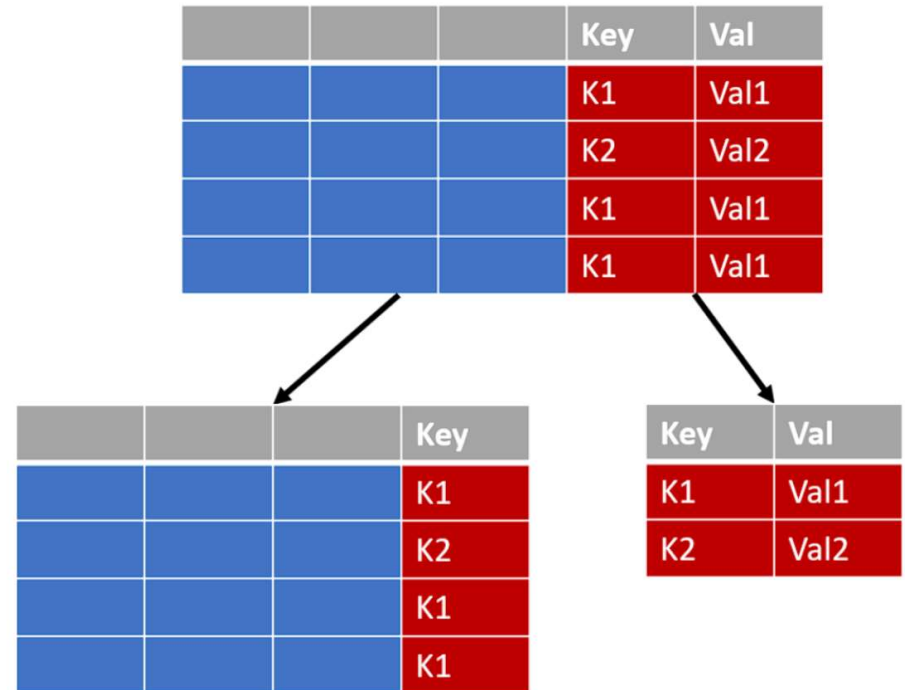 Key Val
K1 Val1
K2 Val2
K1 Val1
K1 Val1
Key
K1
K2
K1
K1
Key Val
K1 Val1
K2 Val2